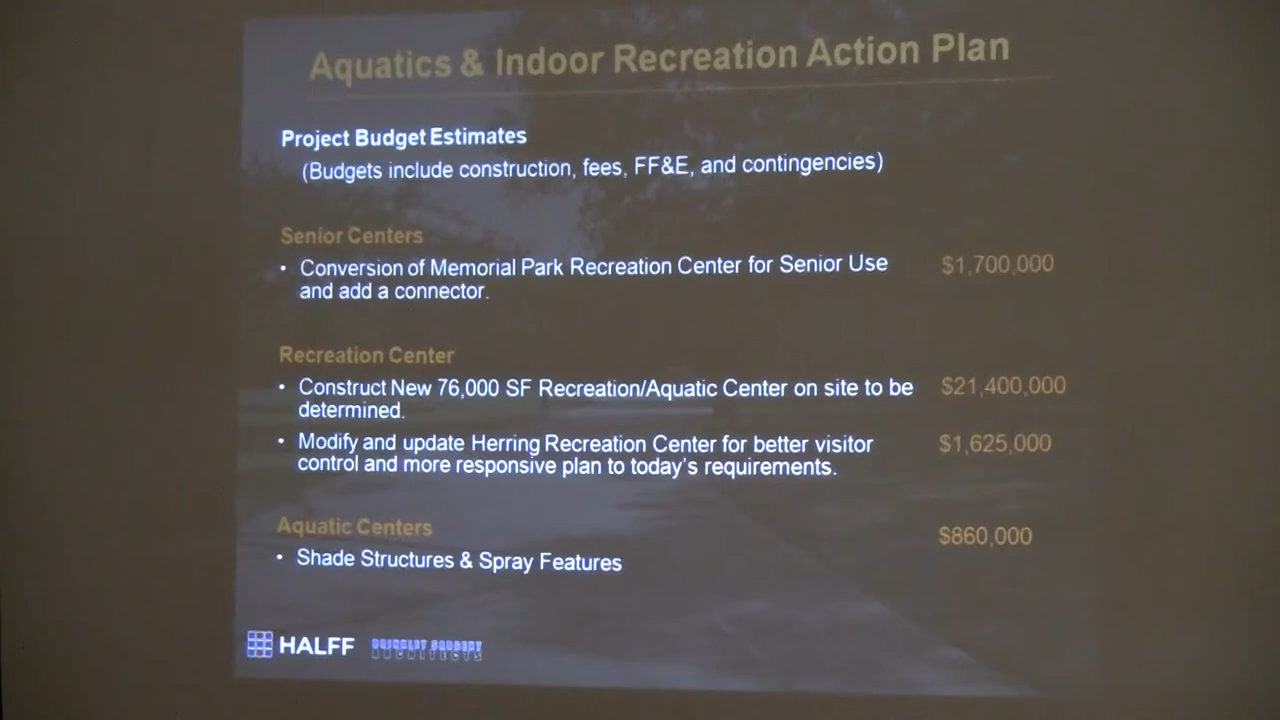 Aquatics & Indoor Recreation Action Plan
Project Budget Estimates
(Budgets include construction, fees, FF&E, and contingencies)
Senior Centers
• Conversion of Memorial Park Recreation Center for Senior Use $1,700,000
and add a connector.
Recreation Center
• Construct New 76,000 SF Recreation/Aquatic Center on site to be $21,400,000
determined.
• Modify and update Herring Recreation Center for better visitor $1,625,000
control and more responsive plan to today's requirements.
Aquatic Centers $860,000
• Shade Structures & Spray Features
HALFF
ARCHITECTS